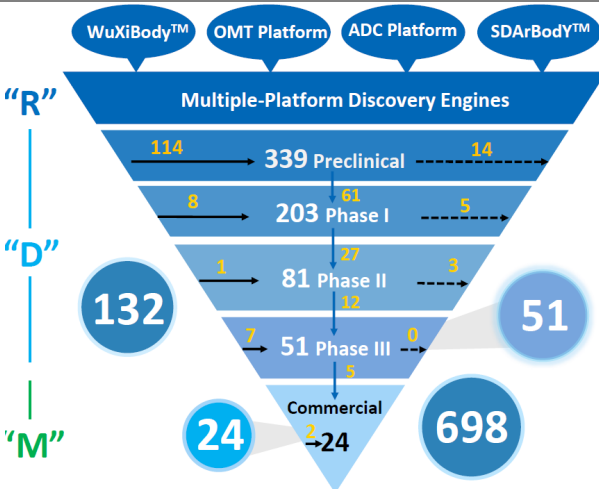 WuXiBody™
OMT Platform
ADC Platform
SDArBodY™
“R”
Multiple-Platform Discovery Engines
114
339 Preclinical
14
61
8
203 Phase I
5
“D”
27
1
81 Phase II
3
12
132
51
7
51 Phase III
0
5
Commercial
24
2
24
698
“M”